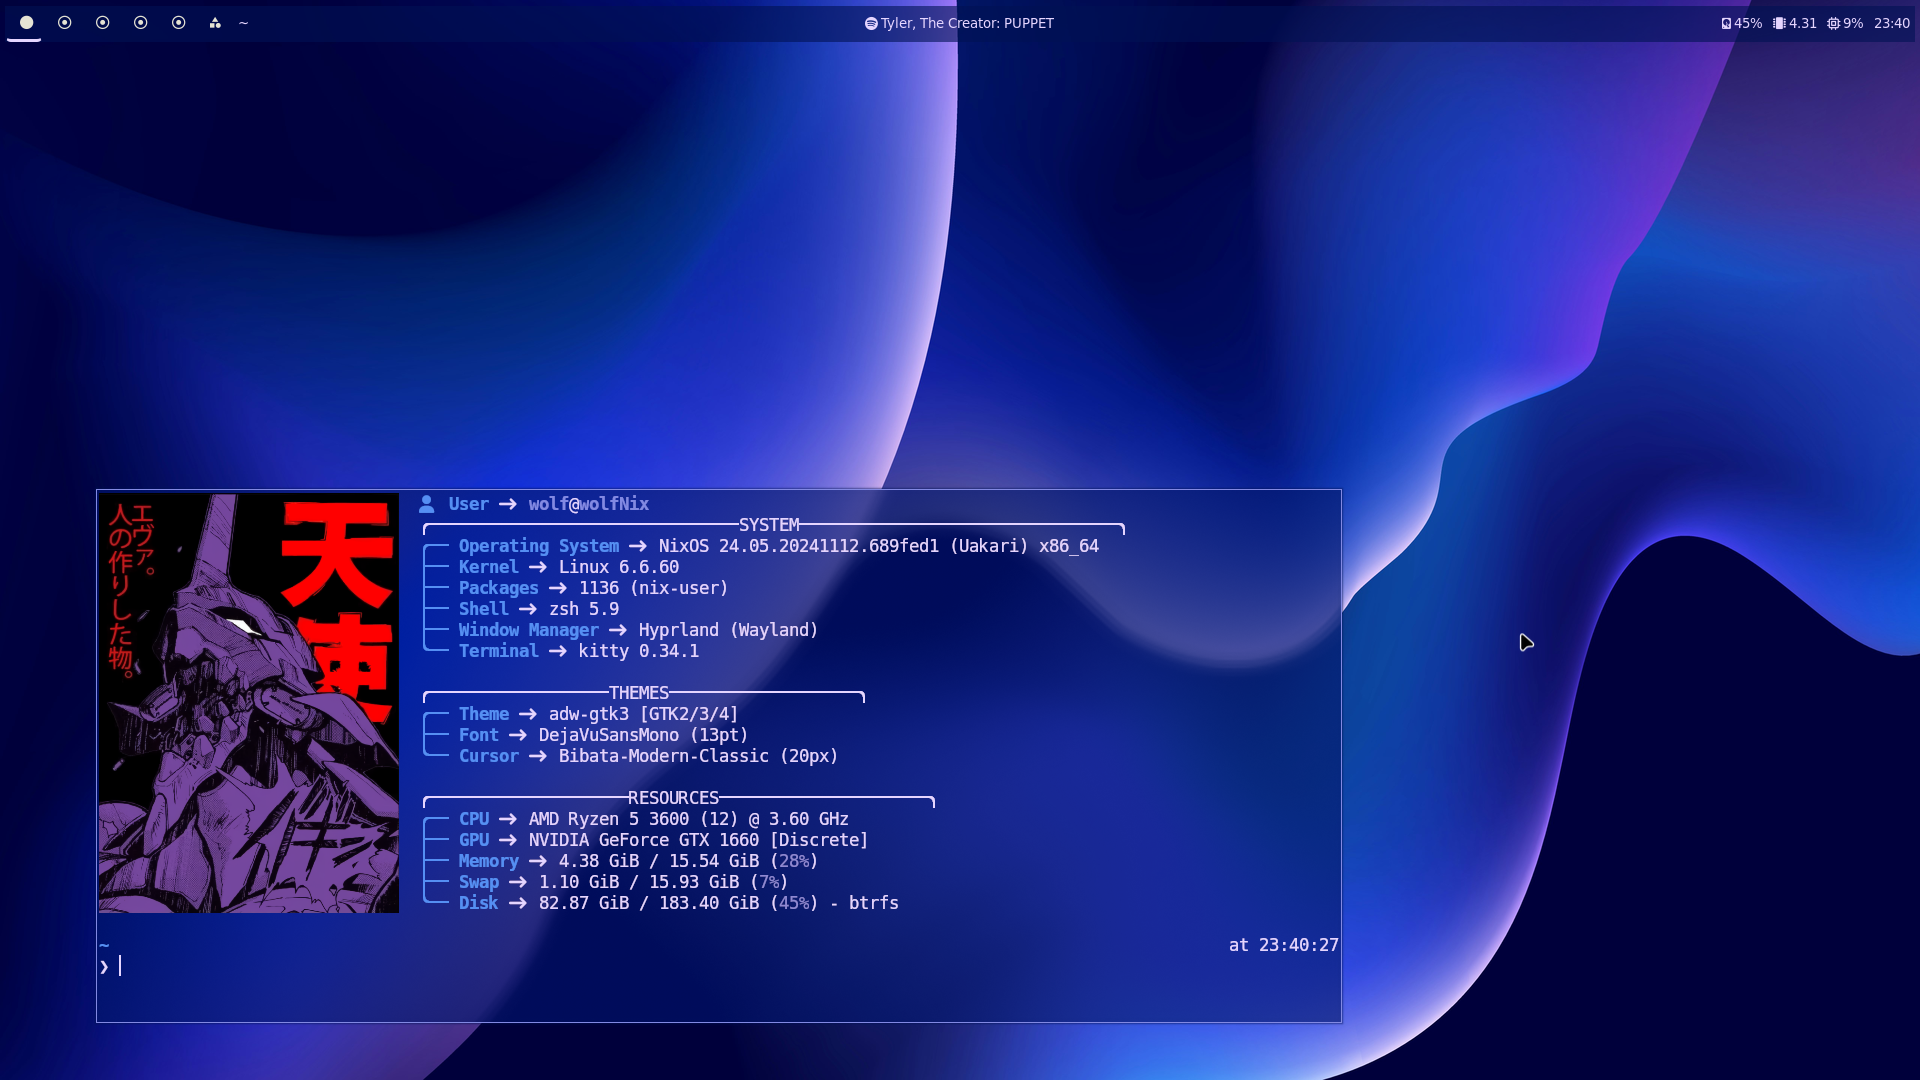 ~
Tyler, The Creator: PUPPET
45% 4.31 9% 23:40
エヴァ。
人の作りした物。
天使
User → wolf@wolfNix
SYSTEM
Operating System → NixOS 24.05.20241112.689fed1 (Uakari) x86_64
Kernel → Linux 6.6.60
Packages → 1136 (nix-user)
Shell → zsh 5.9
Window Manager → Hyprland (Wayland)
Terminal → kitty 0.34.1
THEMES
Theme → adw-gtk3 [GTK2/3/4]
Font → DejaVuSansMono (13pt)
Cursor → Bibata-Modern-Classic (20px)
RESOURCES
CPU → AMD Ryzen 5 3600 (12) @ 3.60 GHz
GPU → NVIDIA GeForce GTX 1660 [Discrete]
Memory → 4.38 GiB / 15.54 GiB (28%)
Swap → 1.10 GiB / 15.93 GiB (7%)
Disk → 82.87 GiB / 183.40 GiB (45%) - btrfs
~ at 23:40:27
❯